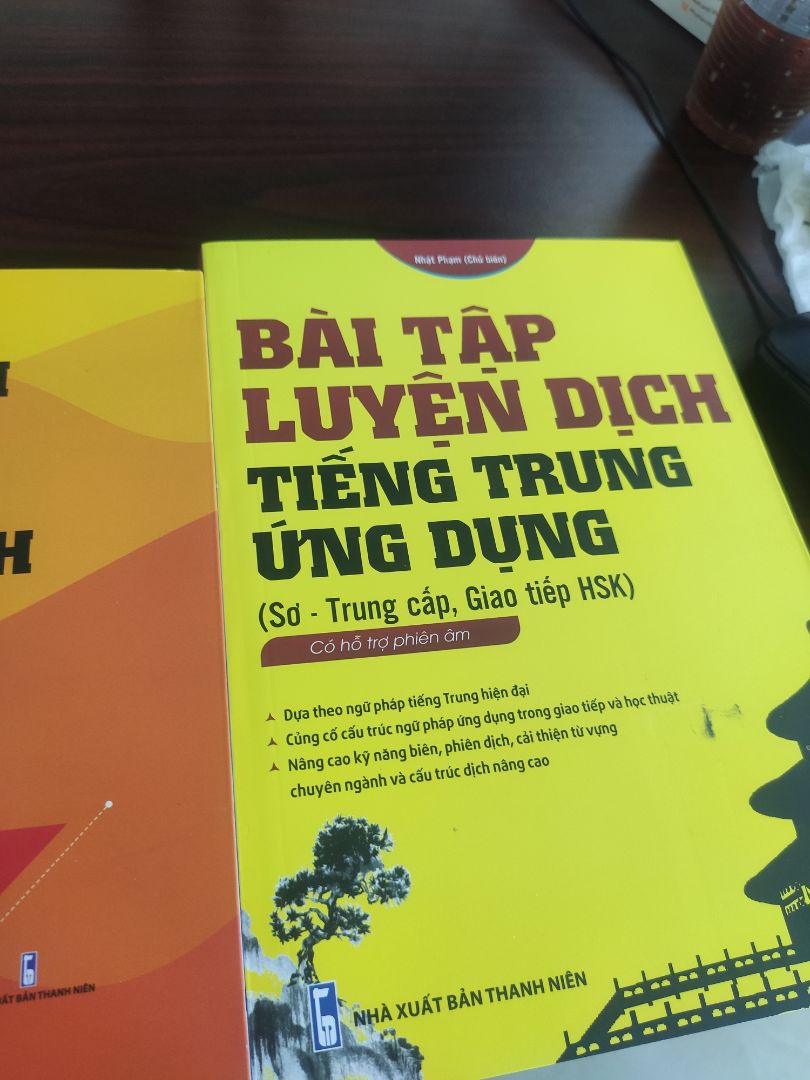 Nhật Phạm (Chủ biên)
BÀI TẬP
LUYỆN DỊCH
TIẾNG TRUNG
ỨNG DỤNG
(Sơ - Trung cấp, Giao tiếp HSK)
Có hỗ trợ phiên âm
Dựa theo ngữ pháp tiếng Trung hiện đại
Củng cố cấu trúc ngữ pháp ứng dụng trong giao tiếp và học thuật
Nâng cao kỹ năng biên, phiên dịch, cải thiện từ vựng
chuyên ngành và cấu trúc dịch nâng cao
NHÀ XUẤT BẢN THANH NIÊN
H
XUẤT BẢN THANH NIÊN